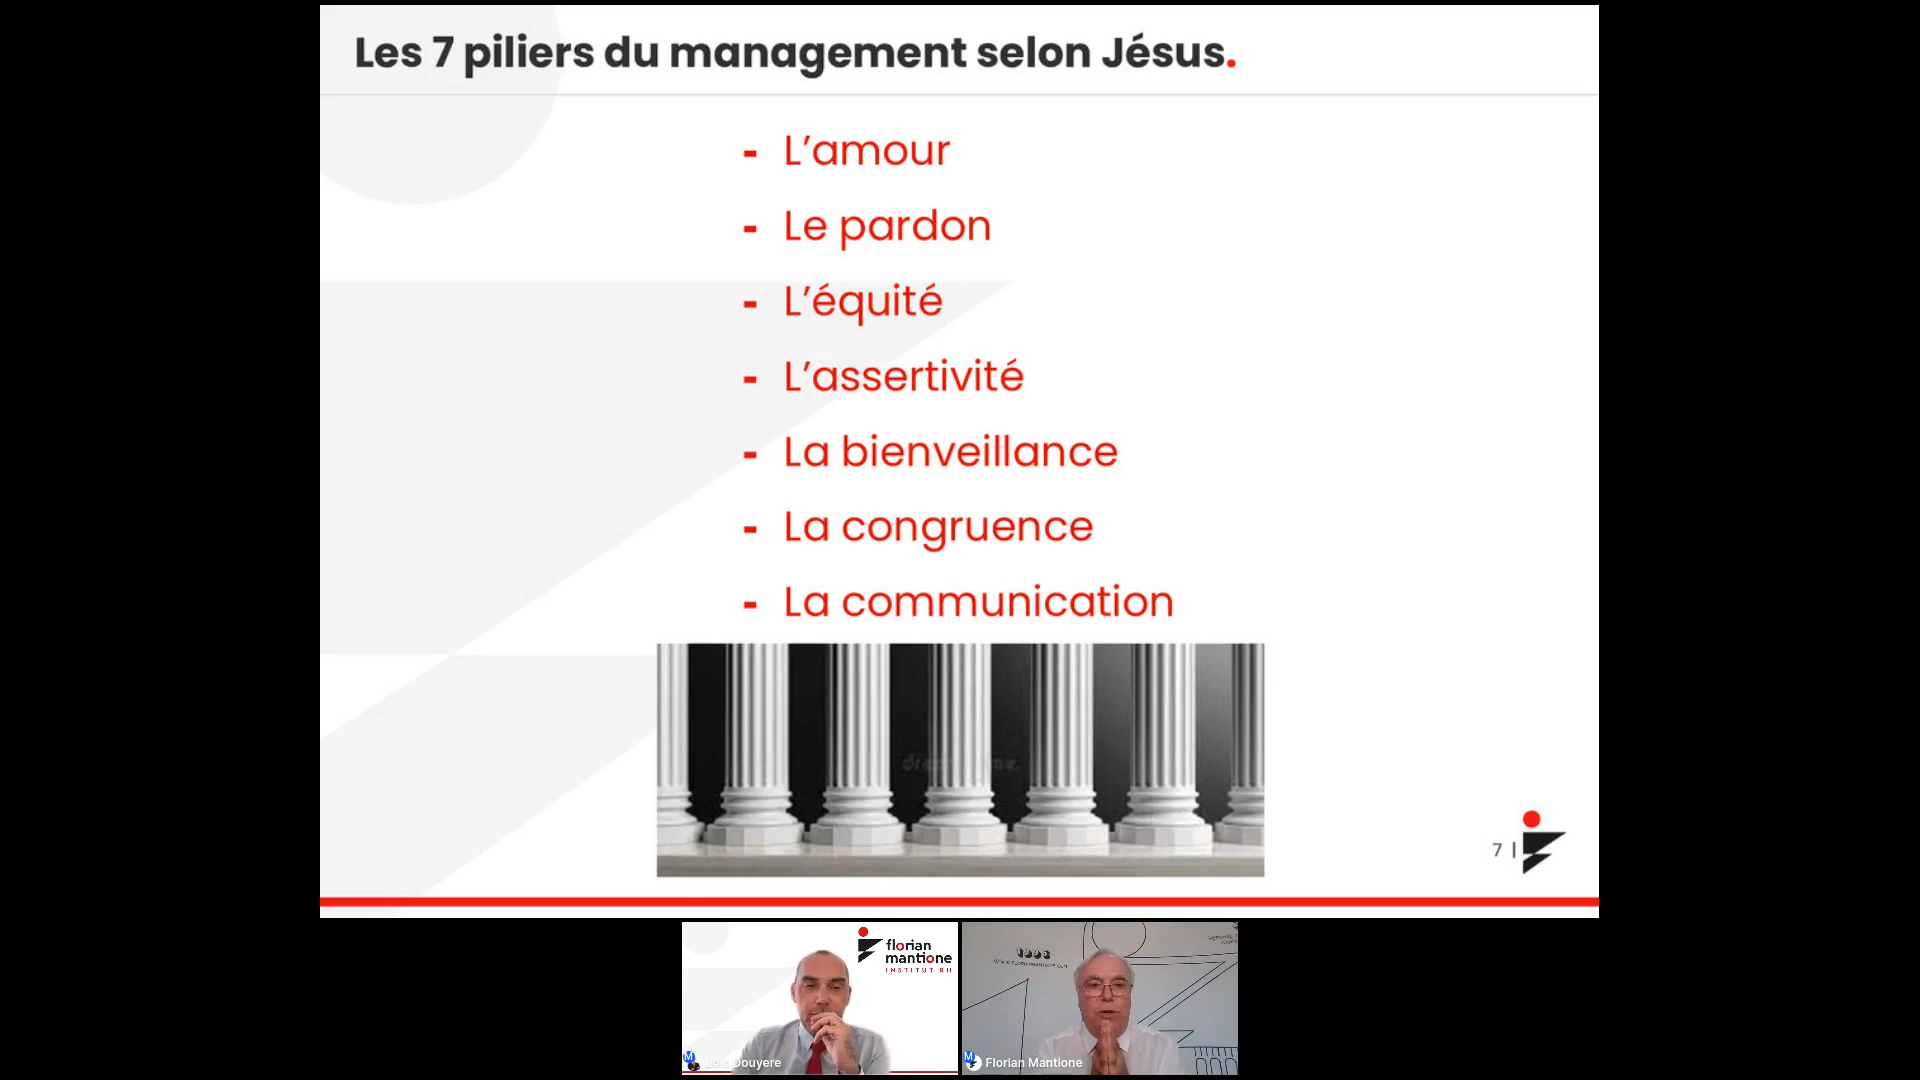 Les 7 piliers du management selon Jésus.
- L’amour
- Le pardon
- L’équité
- L’assertivité
- La bienveillance
- La congruence
- La communication
7 |
florian
mantione
INSTITUT RH
Douyere
Florian Mantione